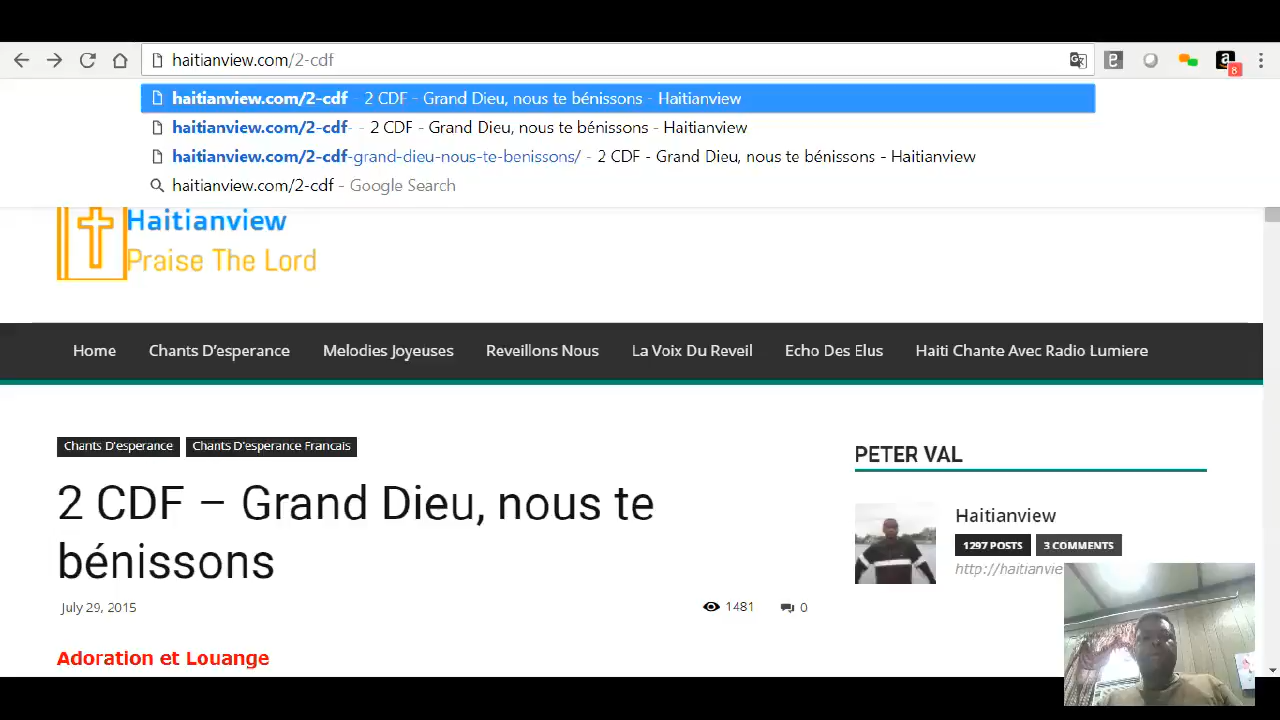 haitianview.com/2-cdf
8
haitianview.com/2-cdf - 2 CDF - Grand Dieu, nous te bénissons - Haitianview
haitianview.com/2-cdf- - 2 CDF - Grand Dieu, nous te bénissons - Haitianview
haitianview.com/2-cdf-grand-dieu-nous-te-benissons/ - 2 CDF - Grand Dieu, nous te bénissons - Haitianview
haitianview.com/2-cdf - Google Search
Haitianview
Praise The Lord
Home Chants D'esperance Melodies Joyeuses Reveillons Nous La Voix Du Reveil Echo Des Elus Haiti Chante Avec Radio Lumiere
Chants D'esperance Chants D'esperance Francais
2 CDF – Grand Dieu, nous te
bénissons
July 29, 2015 1481 0
Adoration et Louange
PETER VAL
Haitianview
1297 POSTS 3 COMMENTS
http://haitianvie